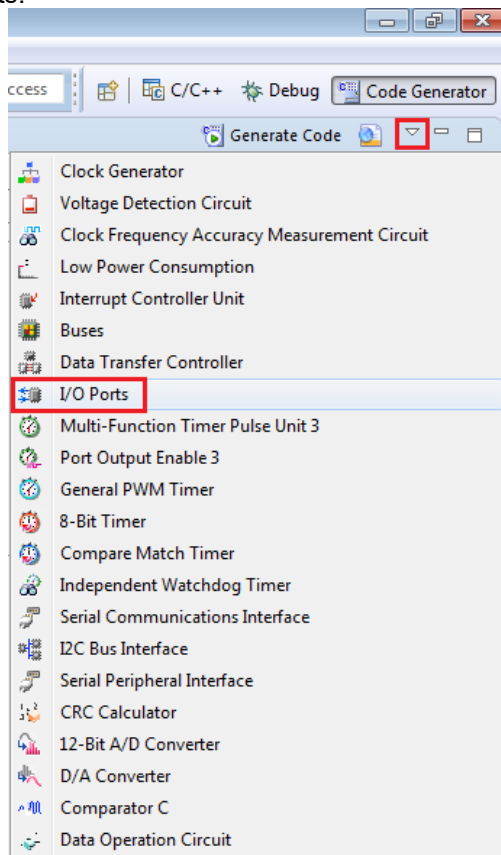 ccess C/C++ Debug Code Generator
Generate Code
Clock Generator
Voltage Detection Circuit
Clock Frequency Accuracy Measurement Circuit
Low Power Consumption
Interrupt Controller Unit
Buses
Data Transfer Controller
I/O Ports
Multi-Function Timer Pulse Unit 3
Port Output Enable 3
General PWM Timer
8-Bit Timer
Compare Match Timer
Independent Watchdog Timer
Serial Communications Interface
I2C Bus Interface
Serial Peripheral Interface
CRC Calculator
12-Bit A/D Converter
D/A Converter
Comparator C
Data Operation Circuit